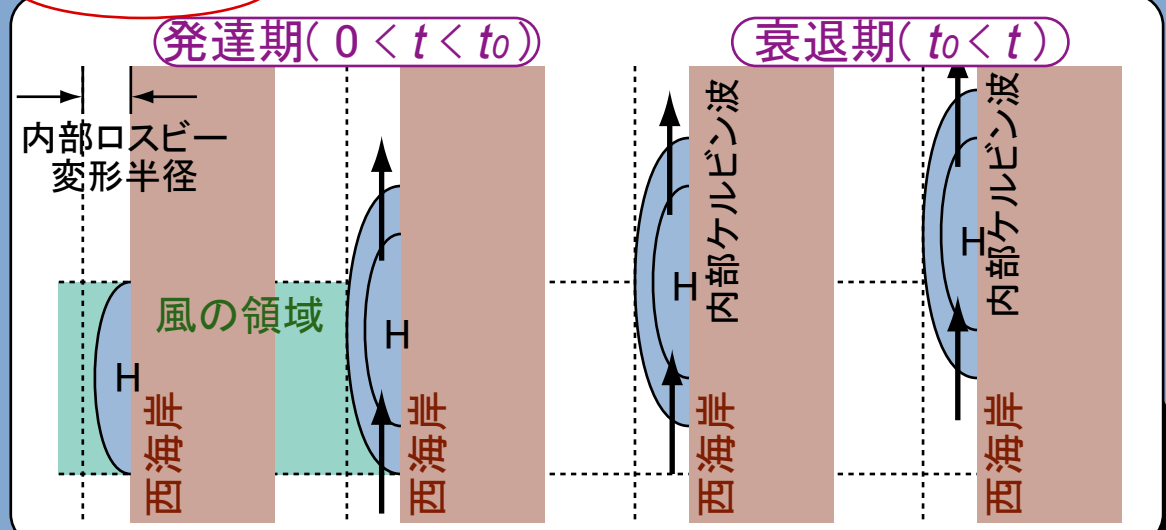 発達期( 0 < t < t0 )
衰退期( t0 < t )
内部ロスビー
変形半径
風の領域
H
西海岸
H
西海岸
H
内部ケルビン波
西海岸
H
内部ケルビン波
西海岸